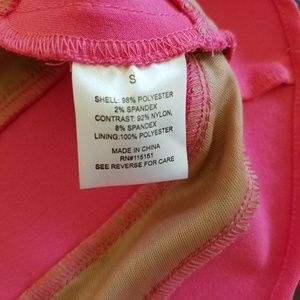 S
SHELL: 98% POLYESTER
2% SPANDEX
CONTRAST: 92% NYLON,
8% SPANDEX
LINING:100% POLYESTER
MADE IN CHINA
RN#115151
SEE REVERSE FOR CARE